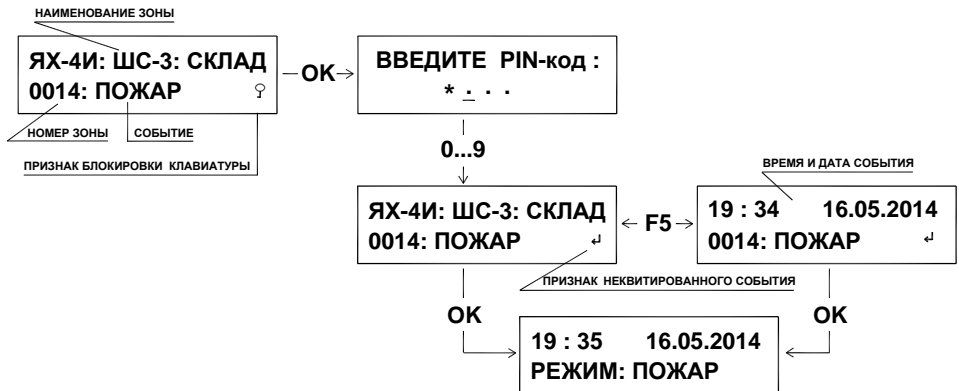 НАИМЕНОВАНИЕ ЗОНЫ
ЯХ-4И: ШС-3: СКЛАД
0014: ПОЖАР
НОМЕР ЗОНЫ
СОБЫТИЕ
ПРИЗНАК БЛОКИРОВКИ КЛАВИАТУРЫ
OK
ВВЕДИТЕ PIN-код :
* . . .
0...9
ЯХ-4И: ШС-3: СКЛАД
0014: ПОЖАР ↵
F5
ВРЕМЯ И ДАТА СОБЫТИЯ
19 : 34 16.05.2014
0014: ПОЖАР ↵
ПРИЗНАК НЕКВИТИРОВАННОГО СОБЫТИЯ
OK
OK
19 : 35 16.05.2014
РЕЖИМ: ПОЖАР